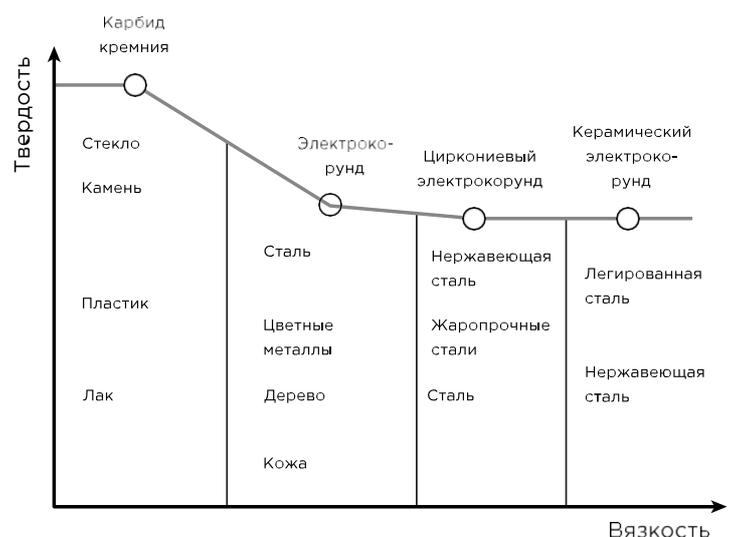 Карбид
кремния
Твердость
Стекло
Камень
Пластик
Лак
Электроко-
рунд
Сталь
Цветные
металлы
Дерево
Кожа
Циркониевый
электрокорунд
Нержавеющая
сталь
Жаропрочные
стали
Сталь
Керамический
электроко-
рунд
Легированная
сталь
Нержавеющая
сталь
Вязкость